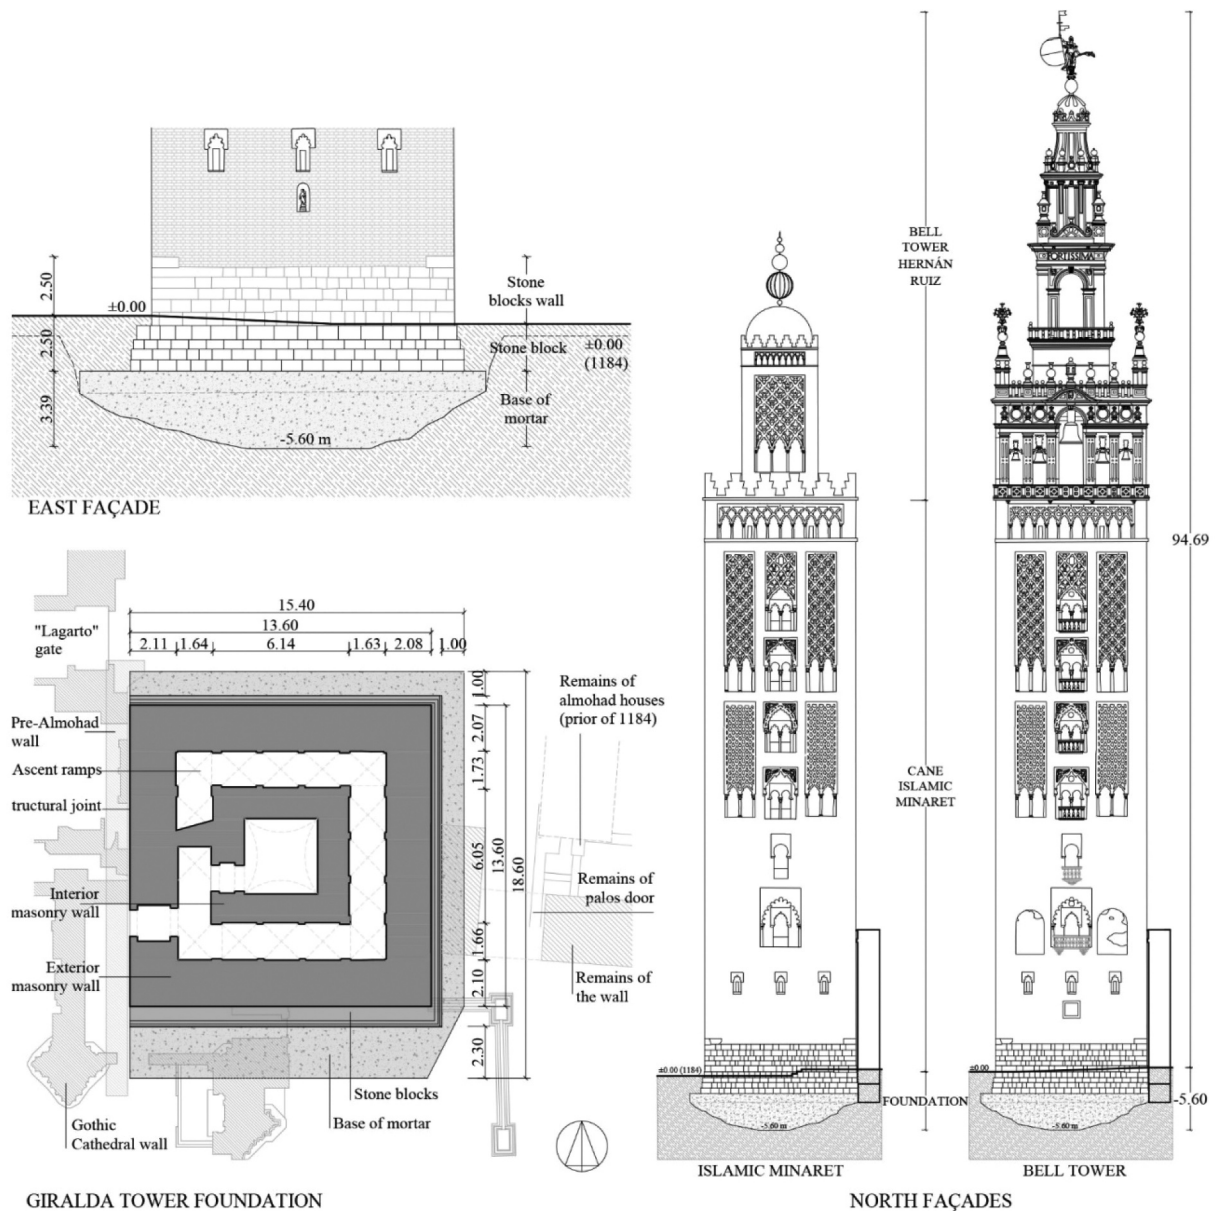 2.50
2.50
3.39
±0.00
Stone
blocks wall
Stone block
±0.00
(1184)
Base of
mortar
-5.60 m
EAST FAÇADE
15.40
13.60
2.11
1.64
6.14
1.63
2.08
1.00
"Lagarto"
gate
Pre-Almohad
wall
Ascent ramps
tructural joint
Interior
masonry wall
Exterior
masonry wall
Gothic
Cathedral wall
1.00
2.07
1.73
6.05
1.66
2.10
2.30
13.60
18.60
Remains of
almohad houses
(prior of 1184)
Remains of
palos door
Remains of
the wall
Stone blocks
Base of mortar
GIRALDA TOWER FOUNDATION
BELL
TOWER
HERNÁN
RUIZ
FORTISSIMA
94.69
CANE
ISLAMIC
MINARET
±0.00 (1184)
±0.00
FOUNDATION
-5.60
-5.60 m
-5.60 m
ISLAMIC MINARET
BELL TOWER
NORTH FAÇADES